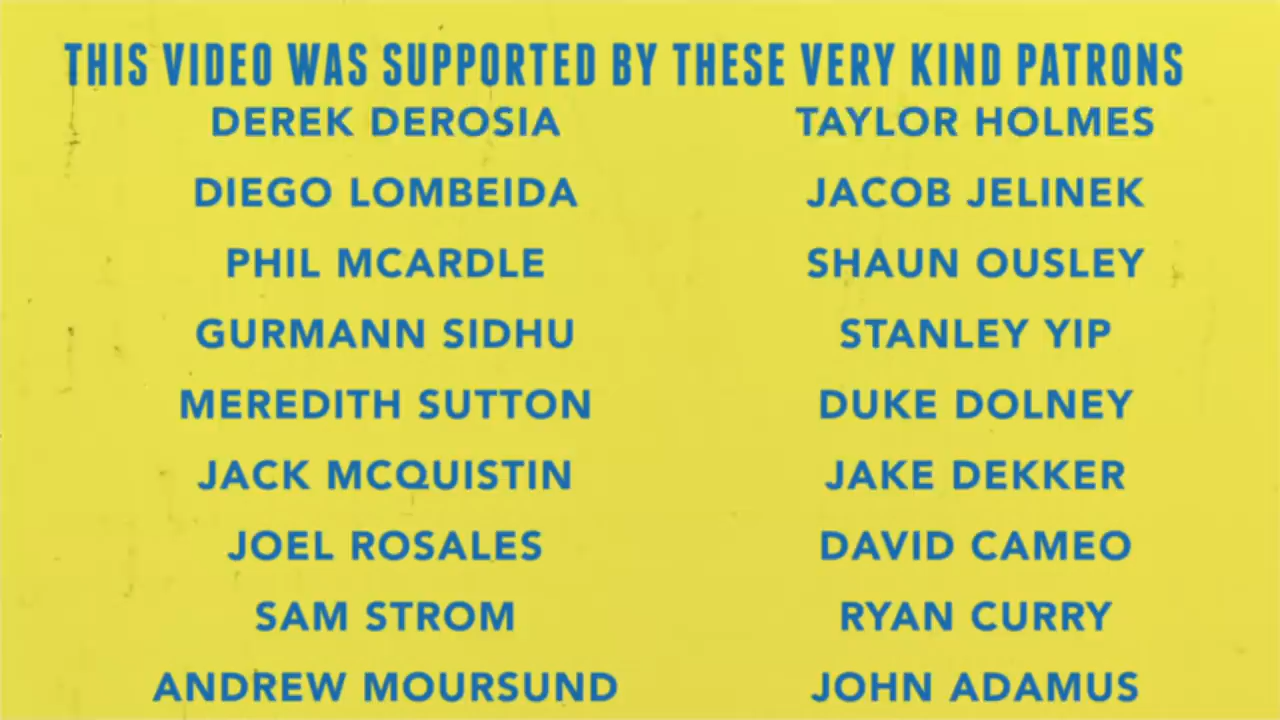 THIS VIDEO WAS SUPPORTED BY THESE VERY KIND PATRONS
DEREK DEROSIA
TAYLOR HOLMES
DIEGO LOMBEIDA
JACOB JELINEK
PHIL MCARDLE
SHAUN OUSLEY
GURMANN SIDHU
STANLEY YIP
MEREDITH SUTTON
DUKE DOLNEY
JACK MCQUISTIN
JAKE DEKKER
JOEL ROSALES
DAVID CAMEO
SAM STROM
RYAN CURRY
ANDREW MOURSUND
JOHN ADAMUS